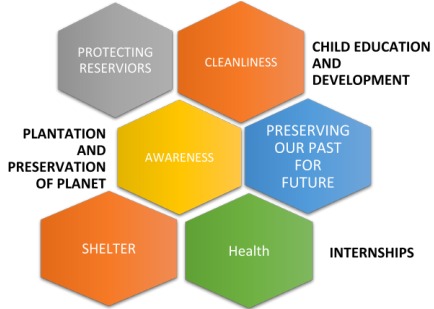 PROTECTING
RESERVIORS
CLEANLINESS
CHILD EDUCATION
AND
DEVELOPMENT
PLANTATION
AND
PRESERVATION
OF PLANET
AWARENESS
PRESERVING
OUR PAST
FOR
FUTURE
SHELTER
Health
INTERNSHIPS